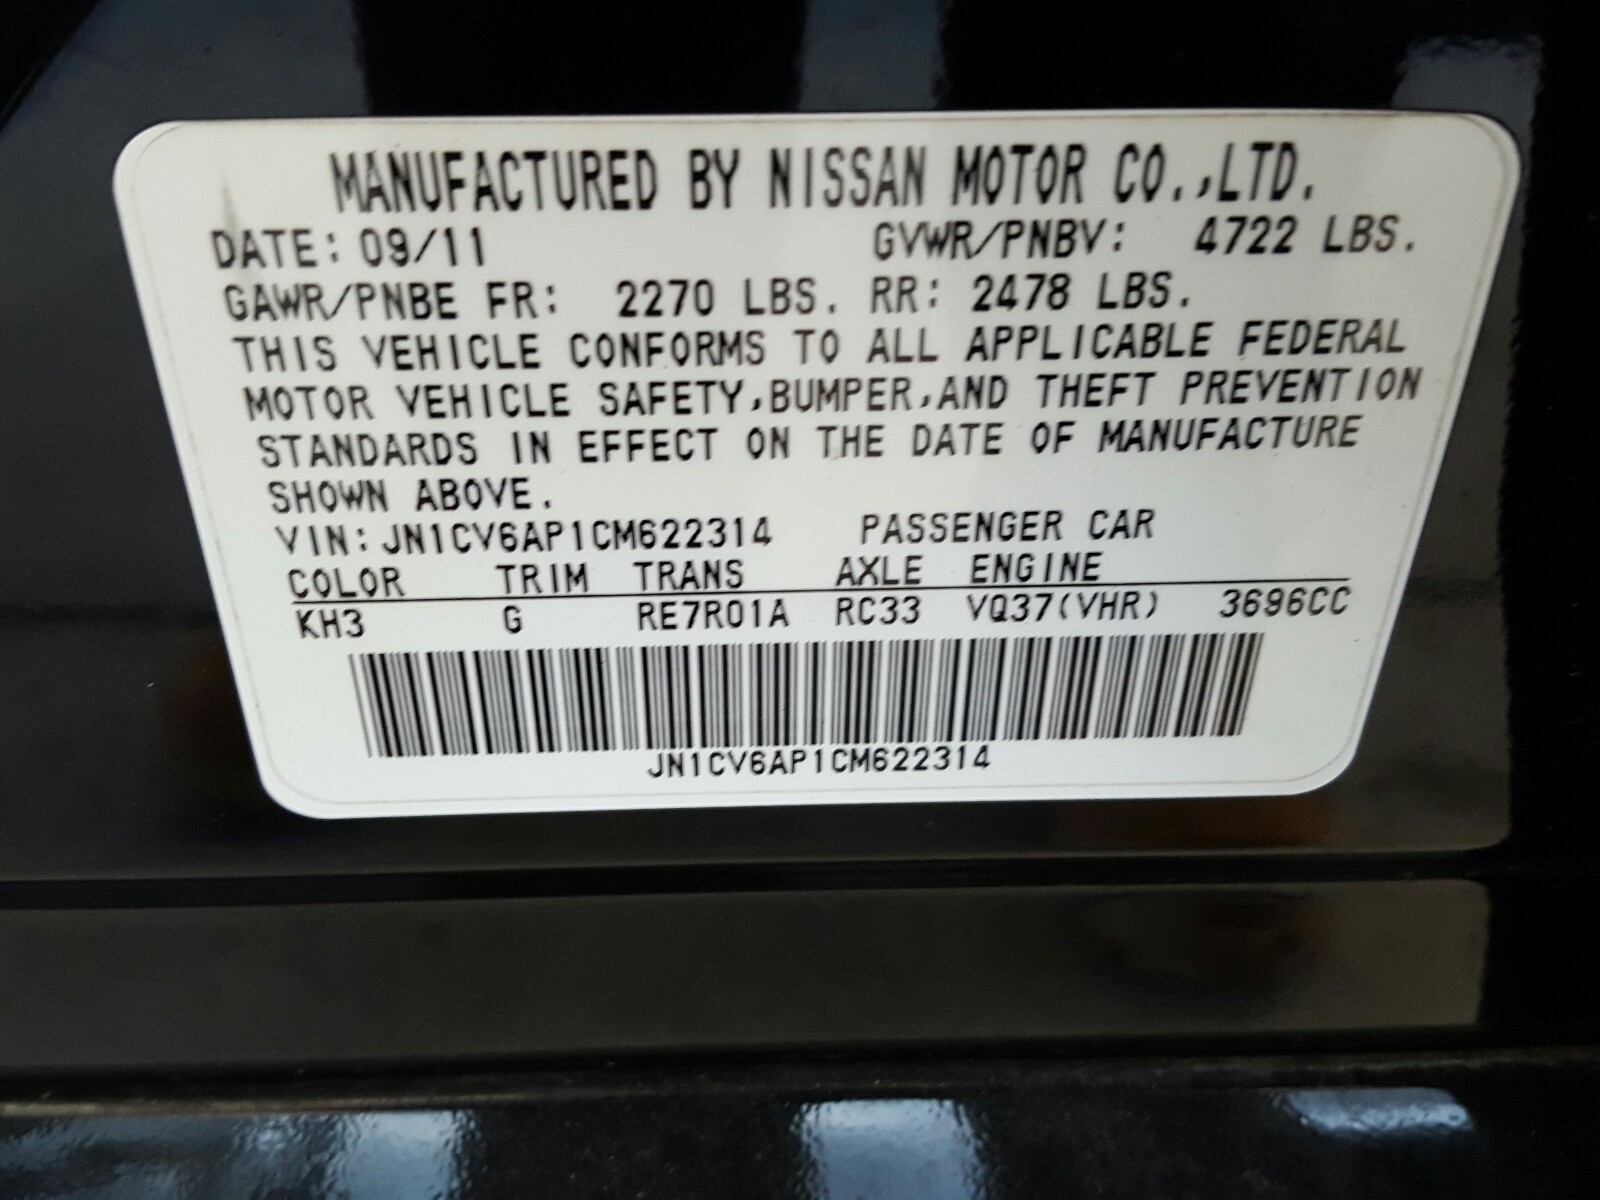 MANUFACTURED BY NISSAN MOTOR CO.,LTD.
DATE: 09/11 GVWR/PNBV: 4722 LBS.
GAWR/PNBE FR: 2270 LBS. RR: 2478 LBS.
THIS VEHICLE CONFORMS TO ALL APPLICABLE FEDERAL
MOTOR VEHICLE SAFETY,BUMPER,AND THEFT PREVENTION
STANDARDS IN EFFECT ON THE DATE OF MANUFACTURE
SHOWN ABOVE.
VIN: JN1CV6AP1CM622314 PASSENGER CAR
COLOR TRIM TRANS AXLE ENGINE
KH3 G RE7R01A RC33 VQ37(VHR) 3696CC
JN1CV6AP1CM622314